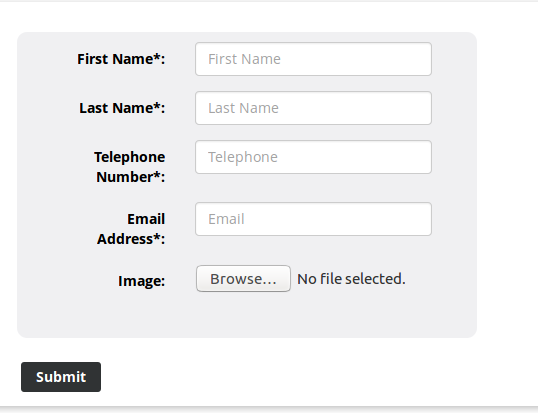 First Name*: First Name
Last Name*: Last Name
Telephone Number*: Telephone
Email Address*: Email
Image: Browse... No file selected.
Submit